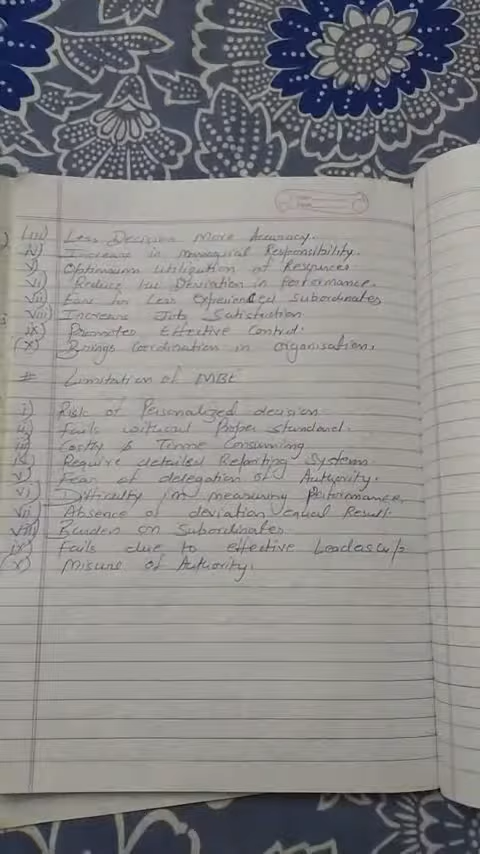 iii) Less Decision More Accuracy.
iv) Increase in managerial Responsibility.
v) Optimum Utilization of Resources
vi) Reduce in Deviation in Performance.
vii) for Less Experienced Subordinates
viii) Increase Job Satisfaction
ix) Promotes Effective Control.
(x) Brings Coordination in organisation.
# Limitation of MBE
i) Risk of Personalized decision
ii) Fails without Proper standard.
iii) Costly & Time Consuming
iv) Require detailed Reporting System
v) Fear of delegation of Authority.
vi) Difficulty in measuring performance.
vii) Absence of deviation equal Result.
viii) Burden on Subordinates
ix) Fails due to effective
(x) Misuse of Authority.